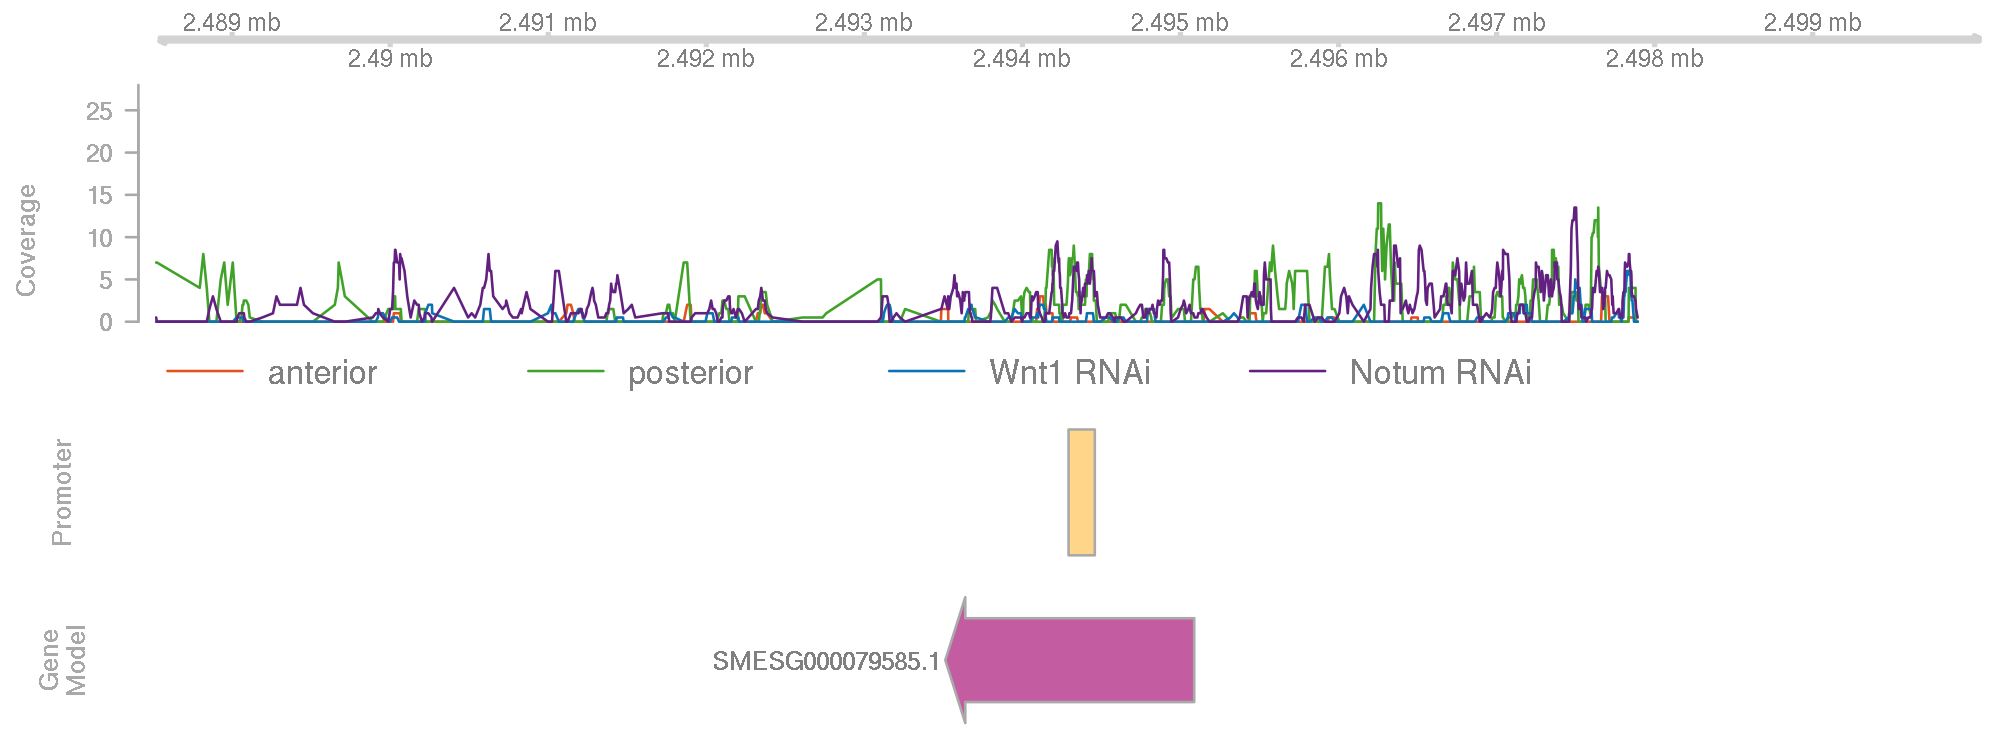 2.489 mb 2.491 mb 2.493 mb 2.495 mb 2.497 mb 2.499 mb
2.49 mb 2.492 mb 2.494 mb 2.496 mb 2.498 mb
25
20
15
10
5
0
Coverage
anterior posterior Wnt1 RNAi Notum RNAi
Promoter
Gene
Model
SMESG000079585.1